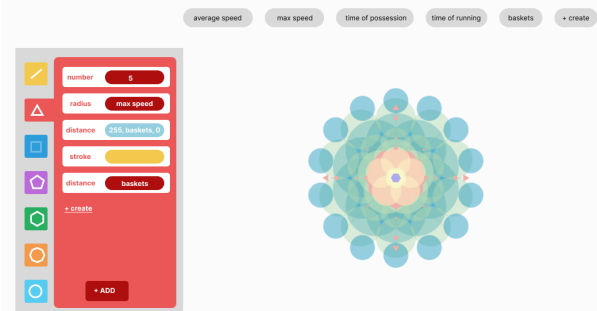 average speed
max speed
time of possession
time of running
baskets
+ create
number 5
radius max speed
distance 255, baskets, 0
stroke
distance baskets
+ create
+ ADD